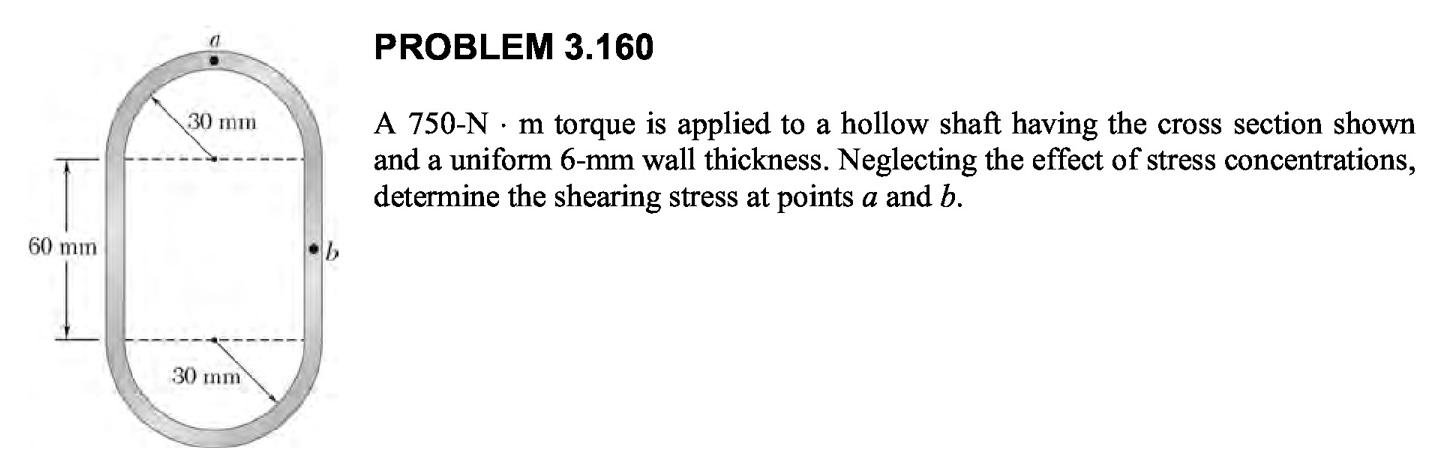 a
PROBLEM 3.160
30 mm
A 750-N · m torque is applied to a hollow shaft having the cross section shown
and a uniform 6-mm wall thickness. Neglecting the effect of stress concentrations,
determine the shearing stress at points a and b.
60 mm
b
30 mm